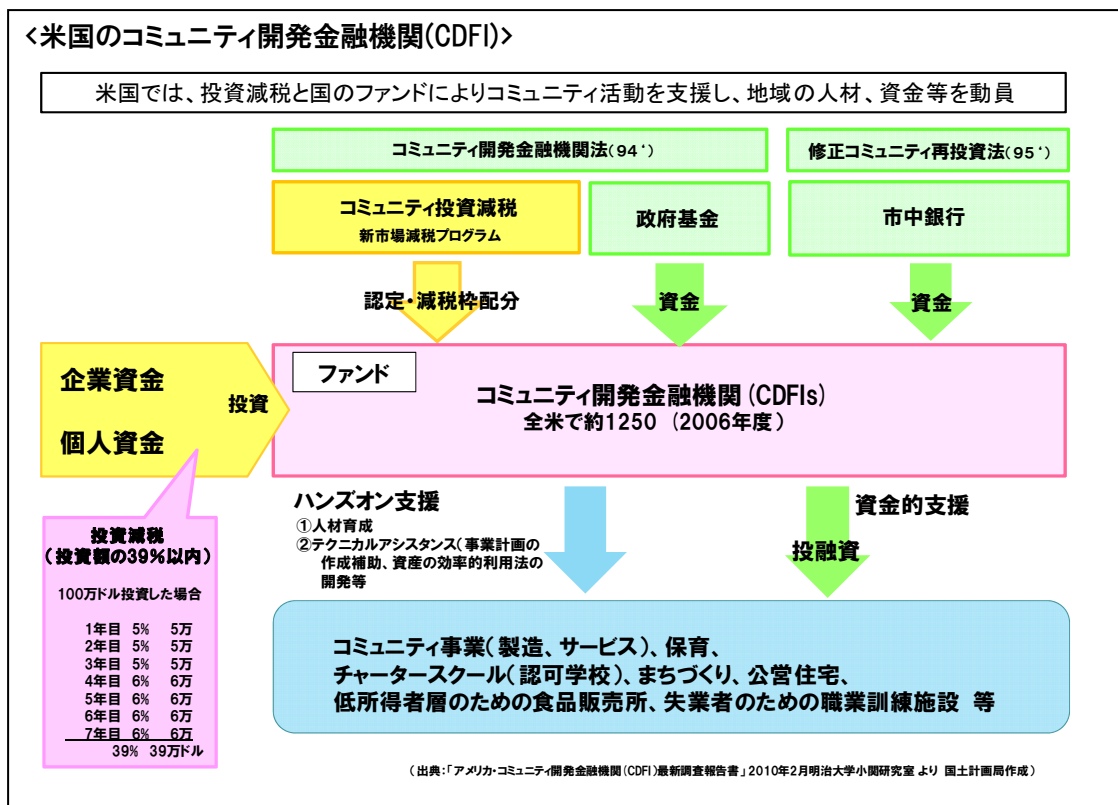 <米国のコミュニティ開発金融機関(CDFI)>
米国では、投資減税と国のファンドによりコミュニティ活動を支援し、地域の人材、資金等を動員
コミュニティ開発金融機関法(94‘)
修正コミュニティ再投資法(95‘)
コミュニティ投資減税
新市場減税プログラム
政府基金
市中銀行
認定・減税枠配分
資金
資金
企業資金
個人資金
投資
ファンド
コミュニティ開発金融機関(CDFIs)
全米で約1250 (2006年度)
投資減税
(投資額の39%以内)
100万ドル投資した場合
1年目 5% 5万
2年目 5% 5万
3年目 5% 5万
4年目 6% 6万
5年目 6% 6万
6年目 6% 6万
7年目 6% 6万
39% 39万ドル
ハンズオン支援
①人材育成
②テクニカルアシスタンス(事業計画の
作成補助、資産の効率的利用法の
開発等
資金的支援
投融資
コミュニティ事業(製造、サービス)、保育、
チャータースクール(認可学校)、まちづくり、公営住宅、
低所得者層のための食品販売所、失業者のための職業訓練施設 等
(出典:「アメリカ・コミュニティ開発金融機関(CDFI)最新調査報告書」2010年2月明治大学小関研究室 より 国土計画局作成)